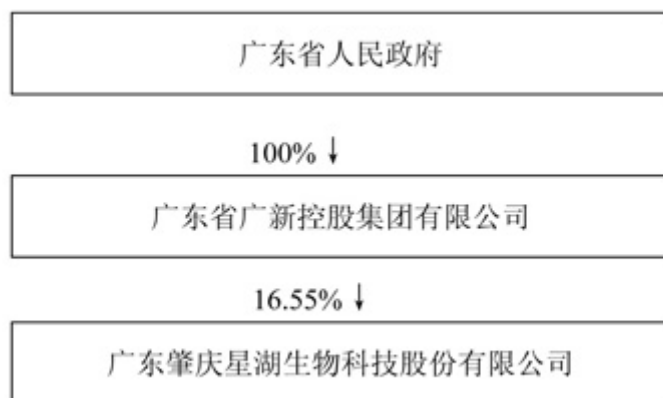 广东省人民政府
100% ↓
广东省广新控股集团有限公司
16.55% ↓
广东肇庆星湖生物科技股份有限公司